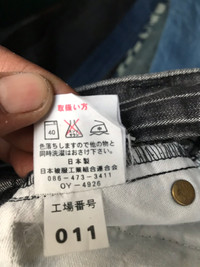 取扱い方
40
色落ちしますので他の物と
同時洗濯はおさけ下さい。
日本製
日本被服工業組合連合会
086-473-3411
OY-4926
工場番号
011